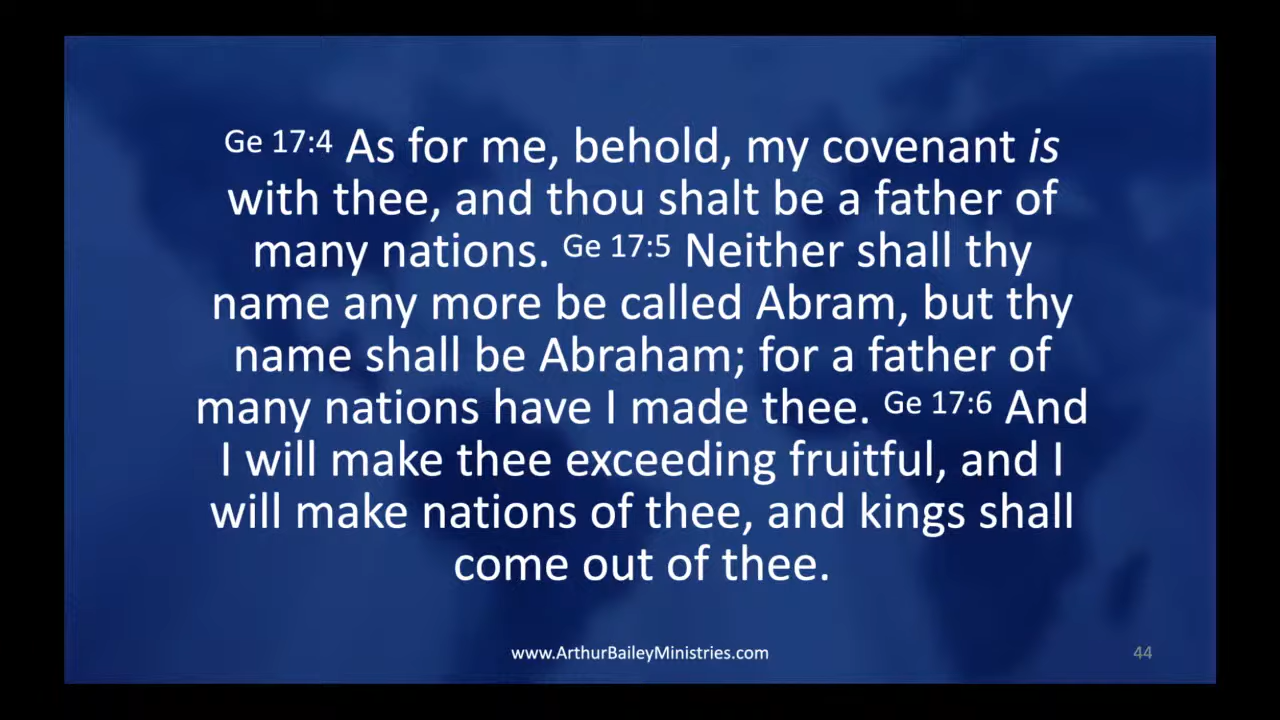 Ge 17:4 As for me, behold, my covenant is
with thee, and thou shalt be a father of
many nations. Ge 17:5 Neither shall thy
name any more be called Abram, but thy
name shall be Abraham; for a father of
many nations have I made thee. Ge 17:6 And
I will make thee exceeding fruitful, and I
will make nations of thee, and kings shall
come out of thee.
www.ArthurBaileyMinistries.com
44